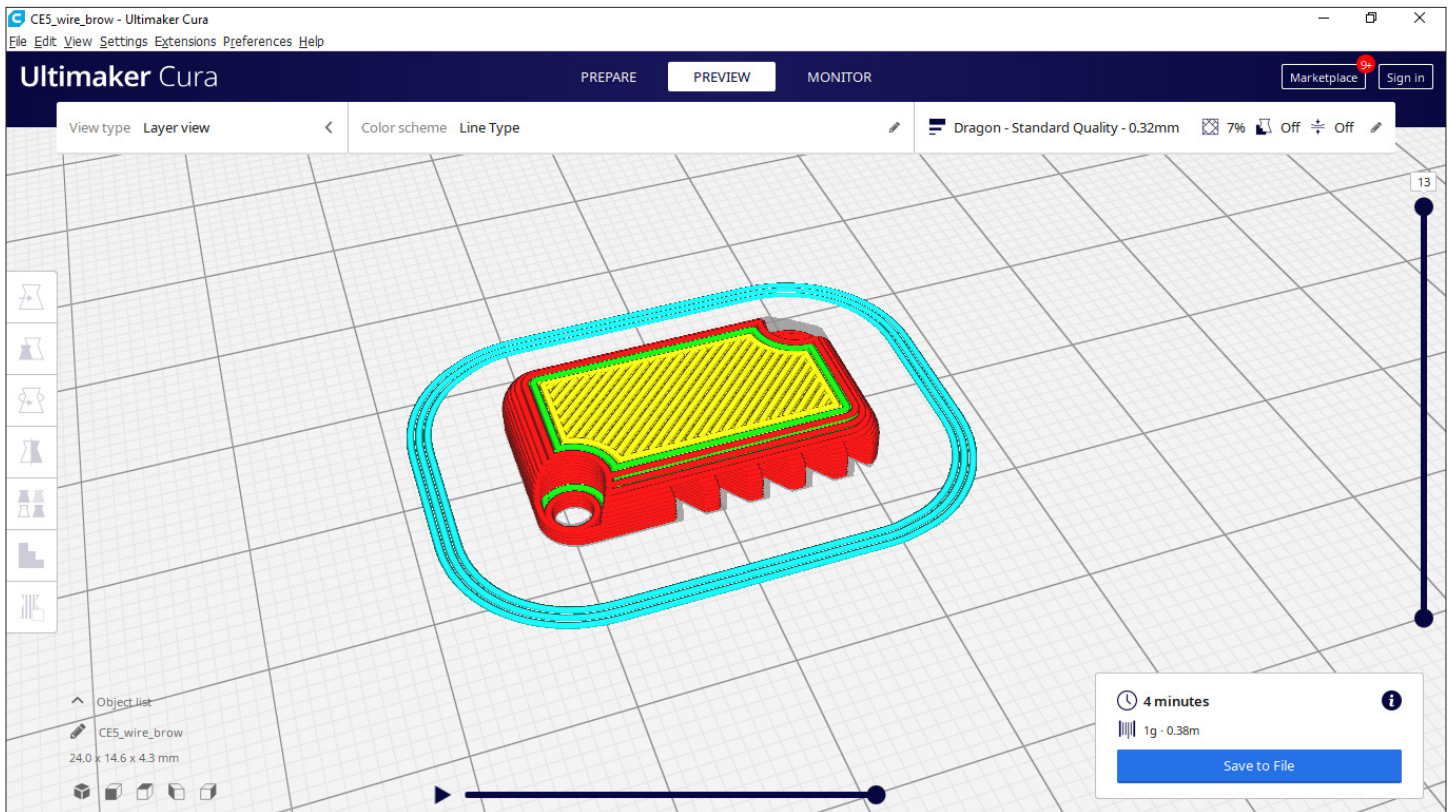 CE5_wire_brow - Ultimaker Cura
File Edit View Settings Extensions Preferences Help
Ultimaker Cura
PREPARE PREVIEW MONITOR
9+
Marketplace Sign in
View type Layer view Color scheme Line Type Dragon - Standard Quality - 0.32mm 7% Off Off
13
Object list
CE5_wire_brow
24.0 x 14.6 x 4.3 mm
4 minutes
1g · 0.38m
Save to File